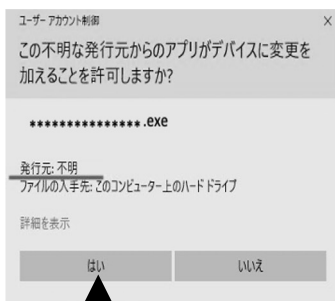 ユーザー アカウント制御
×
この不明な発行元からのアプリがデバイスに変更を
加えることを許可しますか?
***************.exe
発行元: 不明
ファイルの入手先: このコンピューター上のハード ドライブ
詳細を表示
はい
いいえ